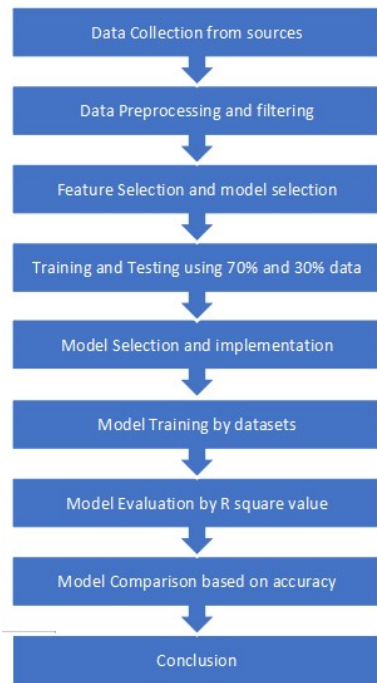 Data Collection from sources
Data Preprocessing and filtering
Feature Selection and model selection
Training and Testing using 70% and 30% data
Model Selection and implementation
Model Training by datasets
Model Evaluation by R square value
Model Comparison based on accuracy
Conclusion